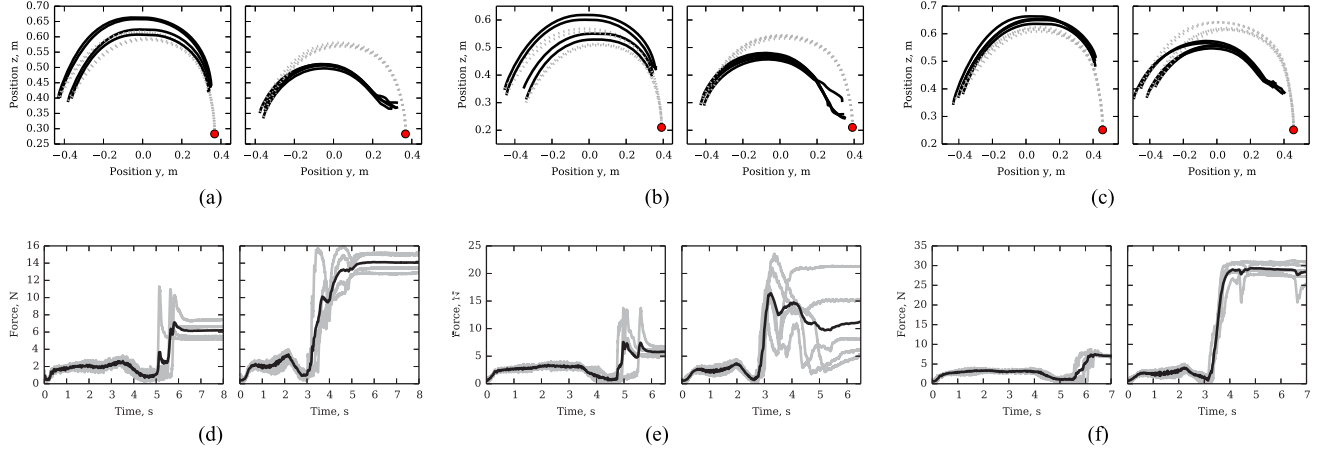 0.70
0.65
0.60
0.55
0.50
0.45
0.40
0.35
0.30
0.25
Position z, m
−0.4 −0.2 0.0 0.2 0.4
Position y, m
−0.4 −0.2 0.0 0.2 0.4
Position y, m
(a)
0.6
0.5
0.4
0.3
0.2
Position z, m
−0.4 −0.2 0.0 0.2 0.4
Position y, m
−0.4 −0.2 0.0 0.2 0.4
Position y, m
(b)
0.7
0.6
0.5
0.4
0.3
0.2
Position z, m
−0.4 −0.2 0.0 0.2 0.4
Position y, m
−0.4 −0.2 0.0 0.2 0.4
Position y, m
(c)
16
14
12
10
8
6
4
2
0
Force, N
0 1 2 3 4 5 6 7 8
Time, s
0 1 2 3 4 5 6 7 8
Time, s
(d)
25
20
15
10
5
0
Force, N
0 1 2 3 4 5 6
Time, s
0 1 2 3 4 5 6
Time, s
(e)
35
30
25
20
15
10
5
0
Force, N
0 1 2 3 4 5 6 7
Time, s
0 1 2 3 4 5 6 7
Time, s
(f)